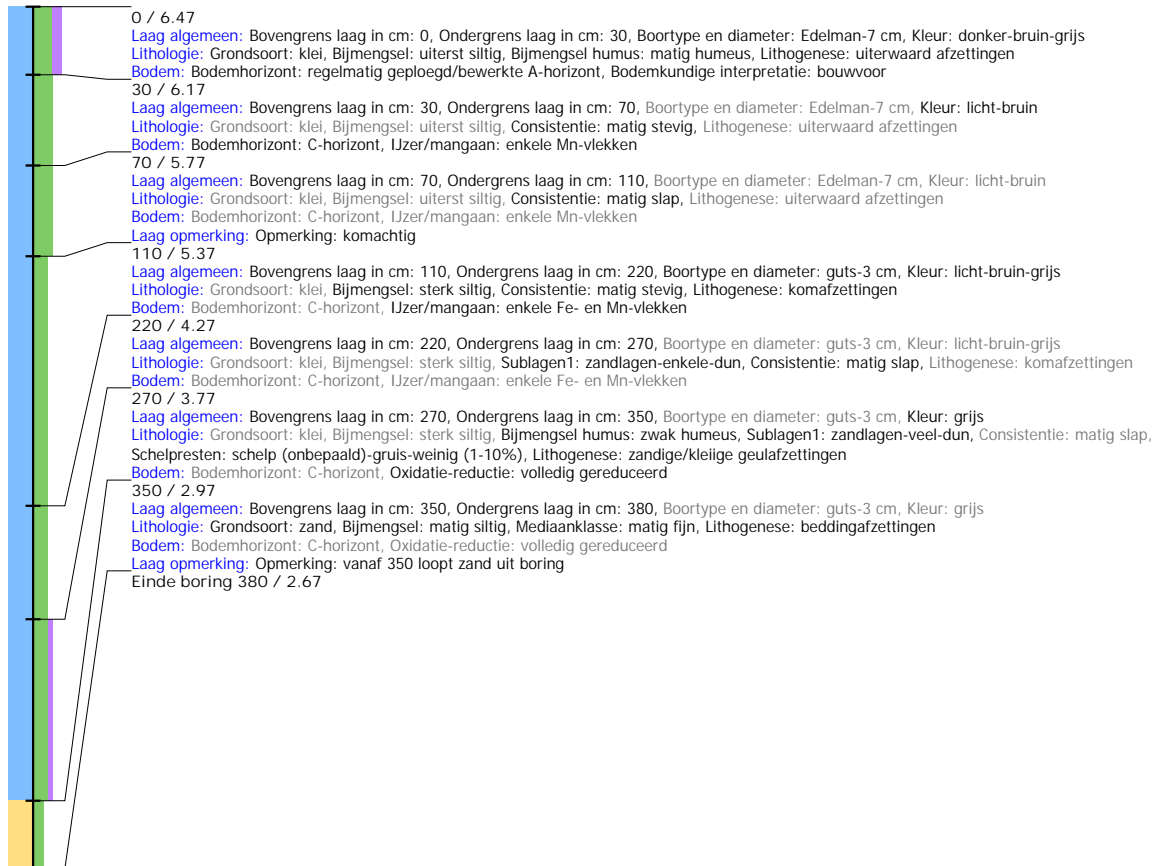 0 / 6.47
Laag algemeen: Bovengrens laag in cm: 0, Ondergrens laag in cm: 30, Boortype en diameter: Edelman-7 cm, Kleur: donker-bruin-grijs
Lithologie: Grondsoort: klei, Bijmengsel: uiterst siltig, Bijmengsel humus: matig humeus, Lithogenese: uiterwaard afzettingen
Bodem: Bodemhorizont: regelmatig geploegd/bewerkte A-horizont, Bodemkundige interpretatie: bouwvoor
30 / 6.17
Laag algemeen: Bovengrens laag in cm: 30, Ondergrens laag in cm: 70, Boortype en diameter: Edelman-7 cm, Kleur: licht-bruin
Lithologie: Grondsoort: klei, Bijmengsel: uiterst siltig, Consistentie: matig stevig, Lithogenese: uiterwaard afzettingen
Bodem: Bodemhorizont: C-horizont, IJzer/mangaan: enkele Mn-vlekken
70 / 5.77
Laag algemeen: Bovengrens laag in cm: 70, Ondergrens laag in cm: 110, Boortype en diameter: Edelman-7 cm, Kleur: licht-bruin
Lithologie: Grondsoort: klei, Bijmengsel: uiterst siltig, Consistentie: matig slap, Lithogenese: uiterwaard afzettingen
Bodem: Bodemhorizont: C-horizont, IJzer/mangaan: enkele Mn-vlekken
Laag opmerking: Opmerking: komachtig
110 / 5.37
Laag algemeen: Bovengrens laag in cm: 110, Ondergrens laag in cm: 220, Boortype en diameter: guts-3 cm, Kleur: licht-bruin-grijs
Lithologie: Grondsoort: klei, Bijmengsel: sterk siltig, Consistentie: matig stevig, Lithogenese: komafzettingen
Bodem: Bodemhorizont: C-horizont, IJzer/mangaan: enkele Fe- en Mn-vlekken
220 / 4.27
Laag algemeen: Bovengrens laag in cm: 220, Ondergrens laag in cm: 270, Boortype en diameter: guts-3 cm, Kleur: licht-bruin-grijs
Lithologie: Grondsoort: klei, Bijmengsel: sterk siltig, Sublagen1: zandlagen-enkele-dun, Consistentie: matig slap, Lithogenese: komafzettingen
Bodem: Bodemhorizont: C-horizont, IJzer/mangaan: enkele Fe- en Mn-vlekken
270 / 3.77
Laag algemeen: Bovengrens laag in cm: 270, Ondergrens laag in cm: 350, Boortype en diameter: guts-3 cm, Kleur: grijs
Lithologie: Grondsoort: klei, Bijmengsel: sterk siltig, Bijmengsel humus: zwak humeus, Sublagen1: zandlagen-veel-dun, Consistentie: matig slap,
Schelpresten: schelp (onbepaald)-gruis-weinig (1-10%), Lithogenese: zandige/kleiige geulafzettingen
Bodem: Bodemhorizont: C-horizont, Oxidatie-reductie: volledig gereduceerd
350 / 2.97
Laag algemeen: Bovengrens laag in cm: 350, Ondergrens laag in cm: 380, Boortype en diameter: guts-3 cm, Kleur: grijs
Lithologie: Grondsoort: zand, Bijmengsel: matig siltig, Mediaanklasse: matig fijn, Lithogenese: beddingafzettingen
Bodem: Bodemhorizont: C-horizont, Oxidatie-reductie: volledig gereduceerd
Laag opmerking: Opmerking: vanaf 350 loopt zand uit boring
Einde boring 380 / 2.67